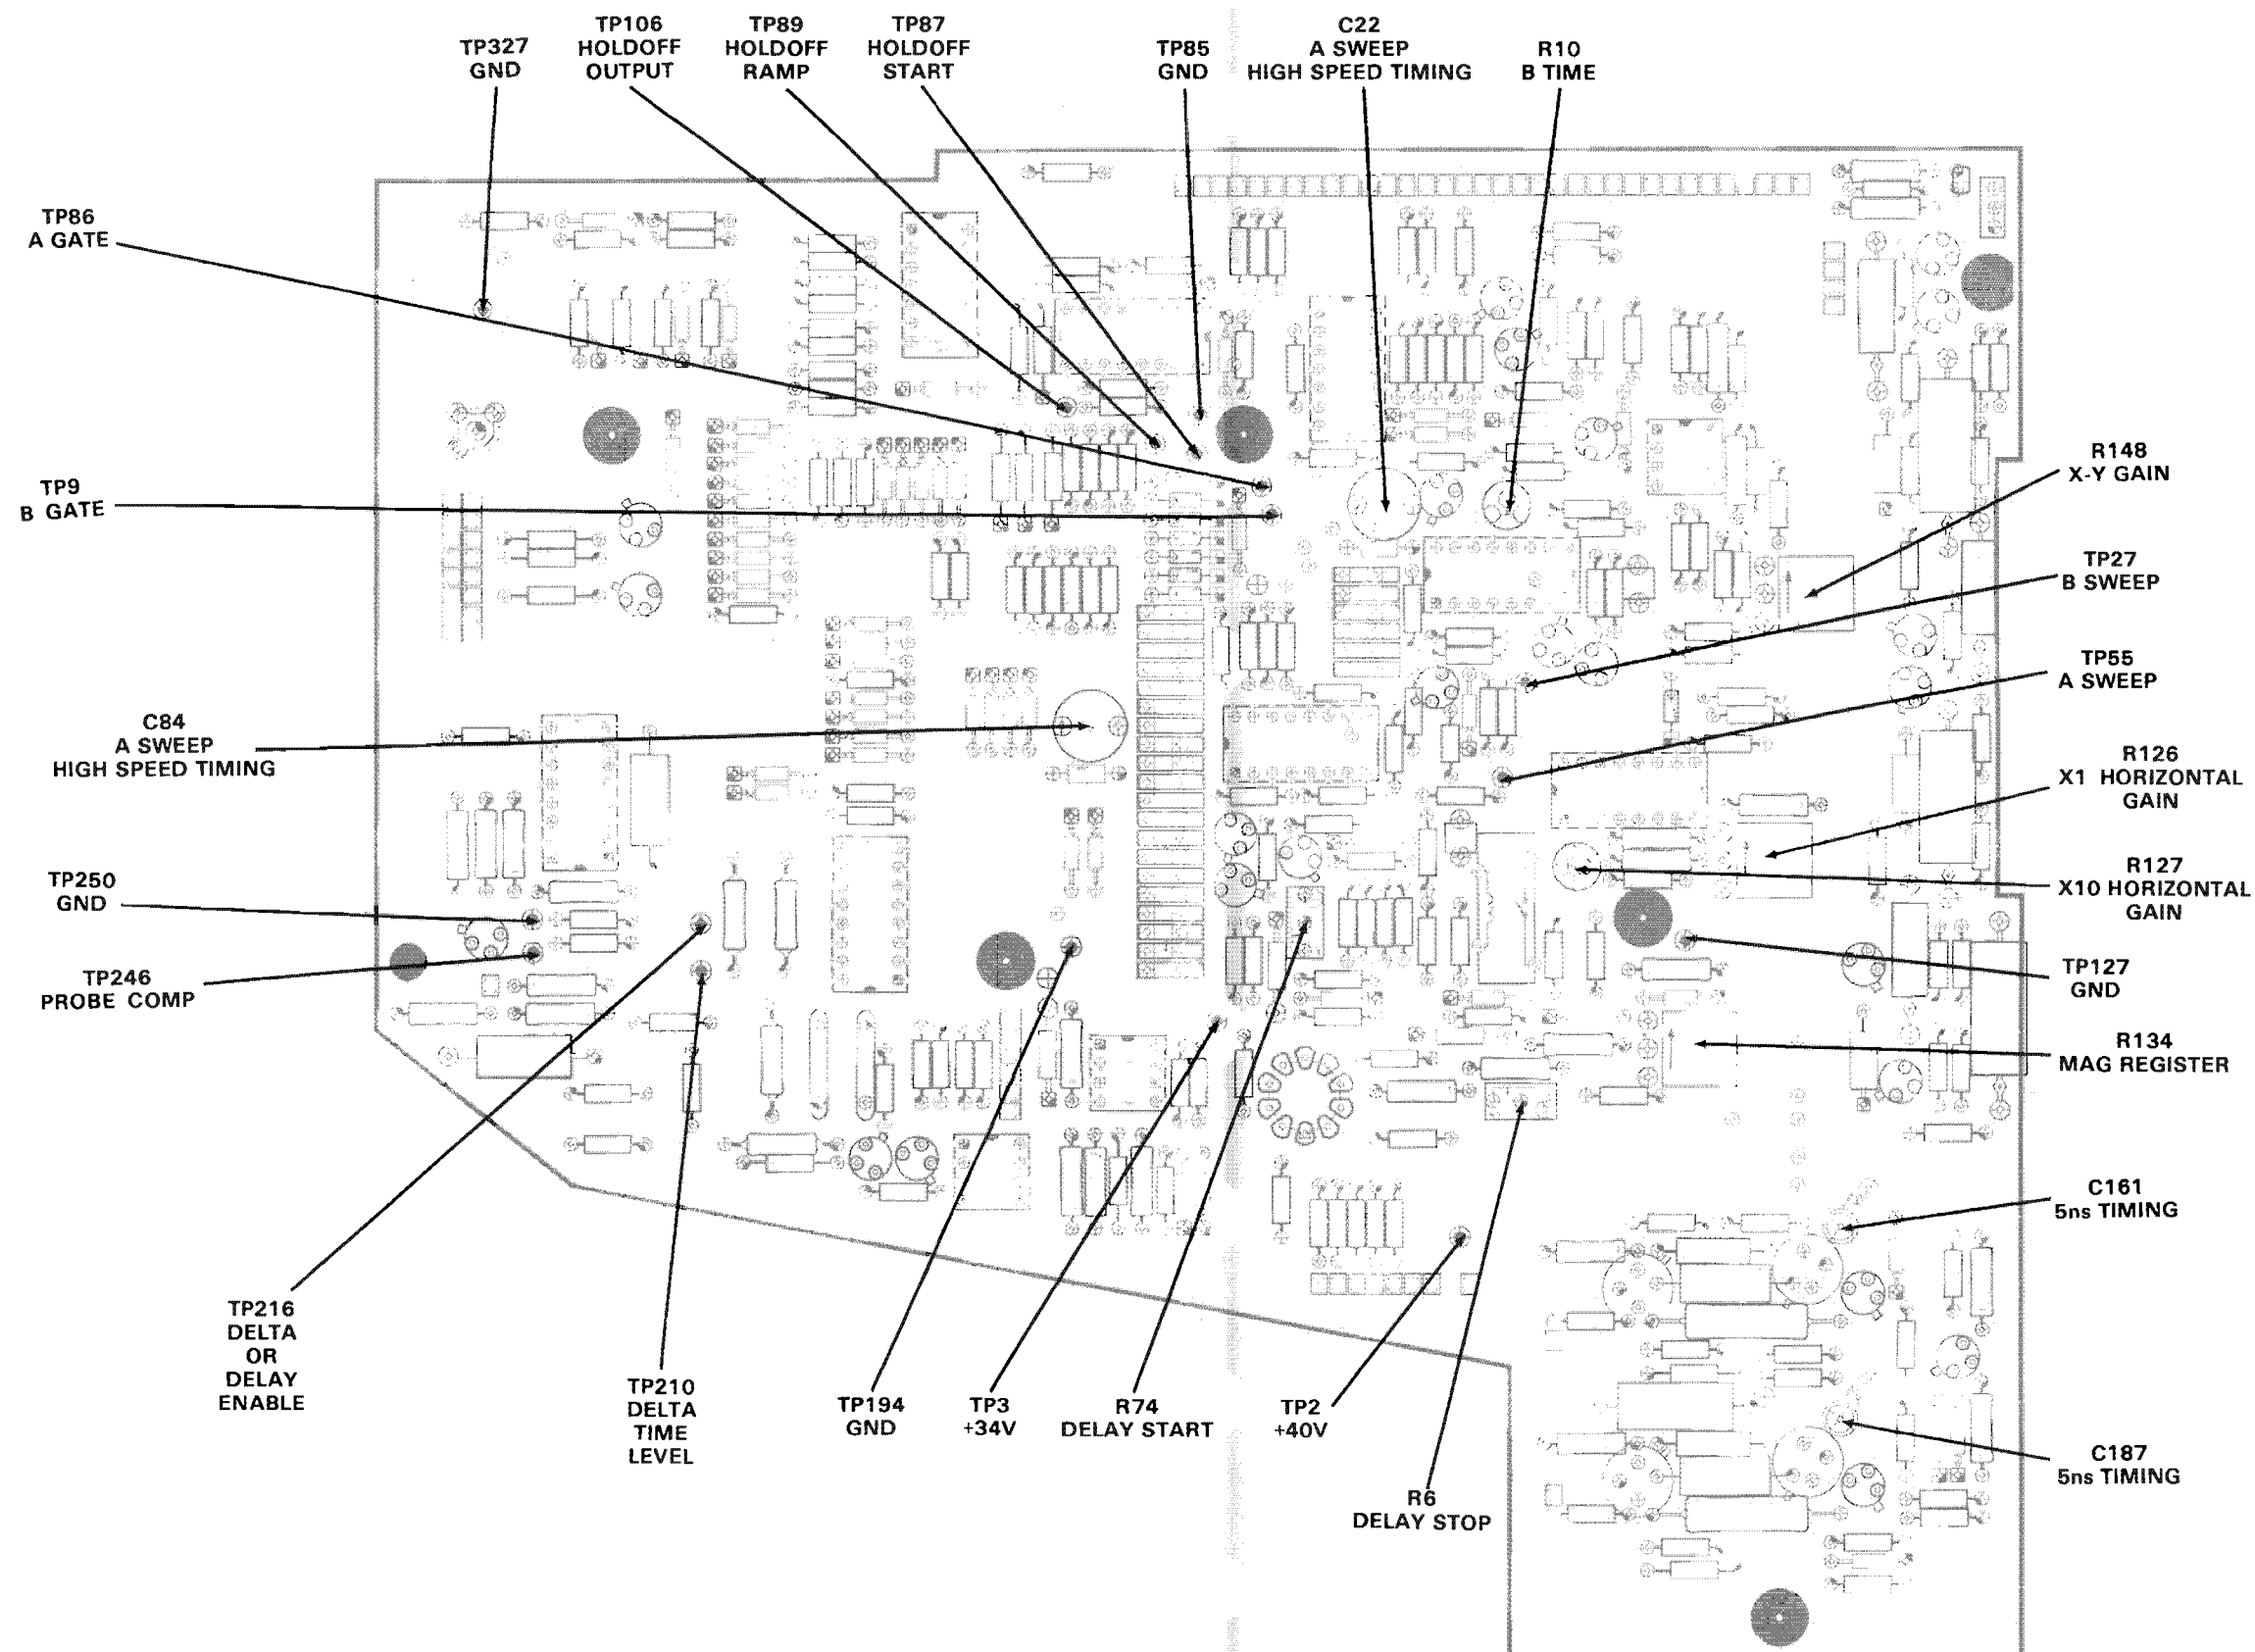 TP327
GND
TP106
HOLDOFF
OUTPUT
TP89
HOLDOFF
RAMP
TP87
HOLDOFF
START
TP85
GND
C22
A SWEEP
HIGH SPEED TIMING
R10
B TIME
TP86
A GATE
TP9
B GATE
C84
A SWEEP
HIGH SPEED TIMING
TP250
GND
TP246
PROBE COMP
R148
X-Y GAIN
TP27
B SWEEP
TP55
A SWEEP
R126
X1 HORIZONTAL
GAIN
R127
X10 HORIZONTAL
GAIN
TP127
GND
R134
MAG REGISTER
C161
5ns TIMING
C187
5ns TIMING
TP216
DELTA
OR
DELAY
ENABLE
TP210
DELTA
TIME
LEVEL
TP194
GND
TP3
+34V
R74
DELAY START
TP2
+40V
R6
DELAY STOP